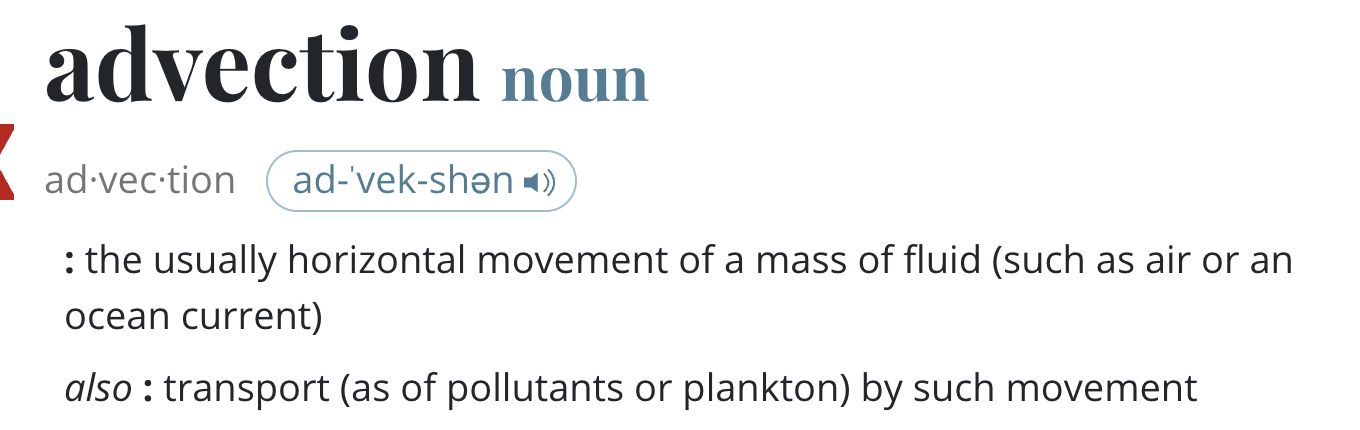 advection noun
ad·vec·tion ad-ˈvek-shən
: the usually horizontal movement of a mass of fluid (such as air or an
ocean current)
also : transport (as of pollutants or plankton) by such movement